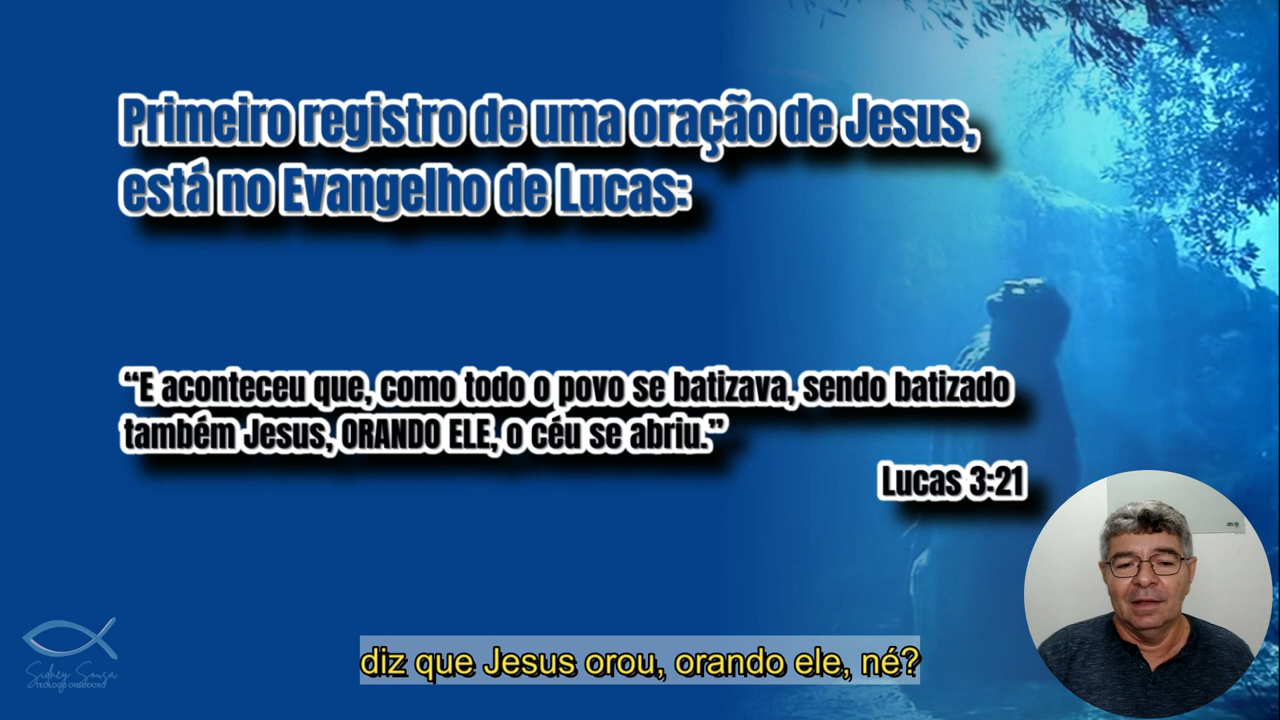 Primeiro registro de uma oração de Jesus,
está no Evangelho de Lucas:
“E aconteceu que, como todo o povo se batizava, sendo batizado
também Jesus, ORANDO ELE, o céu se abriu.”
Lucas 3:21
Sidney Sousa
TEÓLOGO ORTODOXO
diz que Jesus orou, orando ele, né?